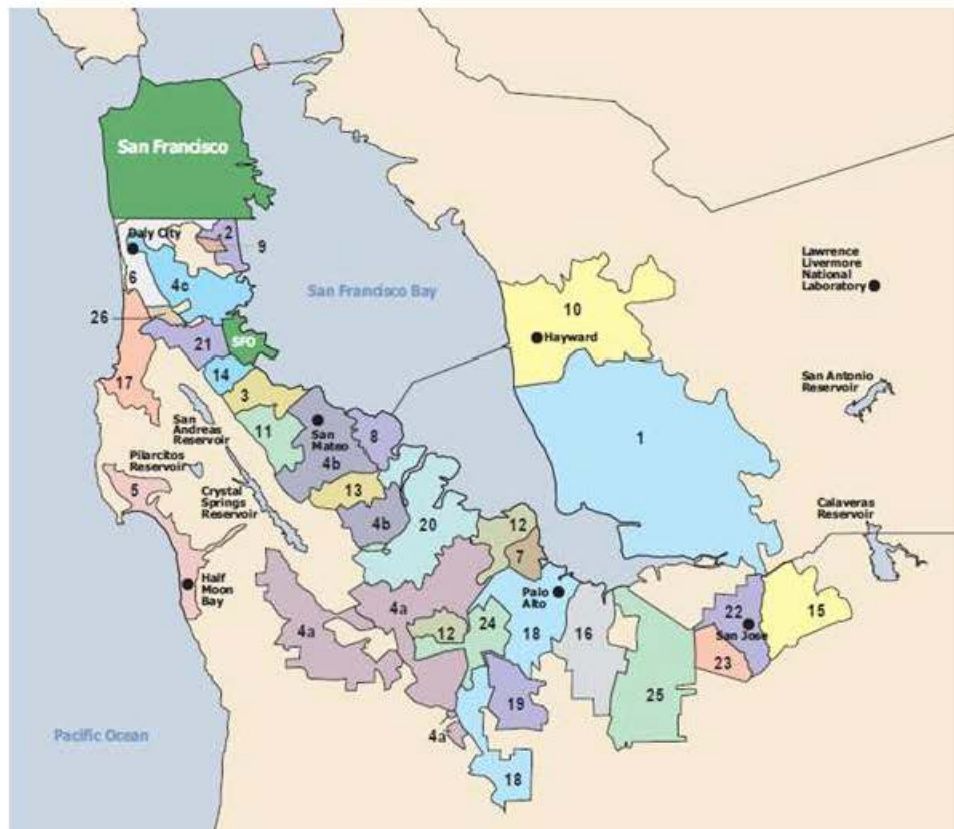 San Francisco
Daly City
2
9
6
4c
San Francisco Bay
Lawrence
Livermore
National
Laboratory
10
26
21
SFO
Hayward
17
14
3
San Antonio
Reservoir
San
Andreas
Reservoir
11
San
Mateo
8
1
Pilarcitos
Reservoir
4b
5
13
Crystal
Springs
Reservoir
4b
20
12
Calaveras
Reservoir
7
Half
Moon
Bay
Palo
Alto
4a
22
15
4a
12
24
18
16
San Jose
23
25
19
Pacific Ocean
4a
18